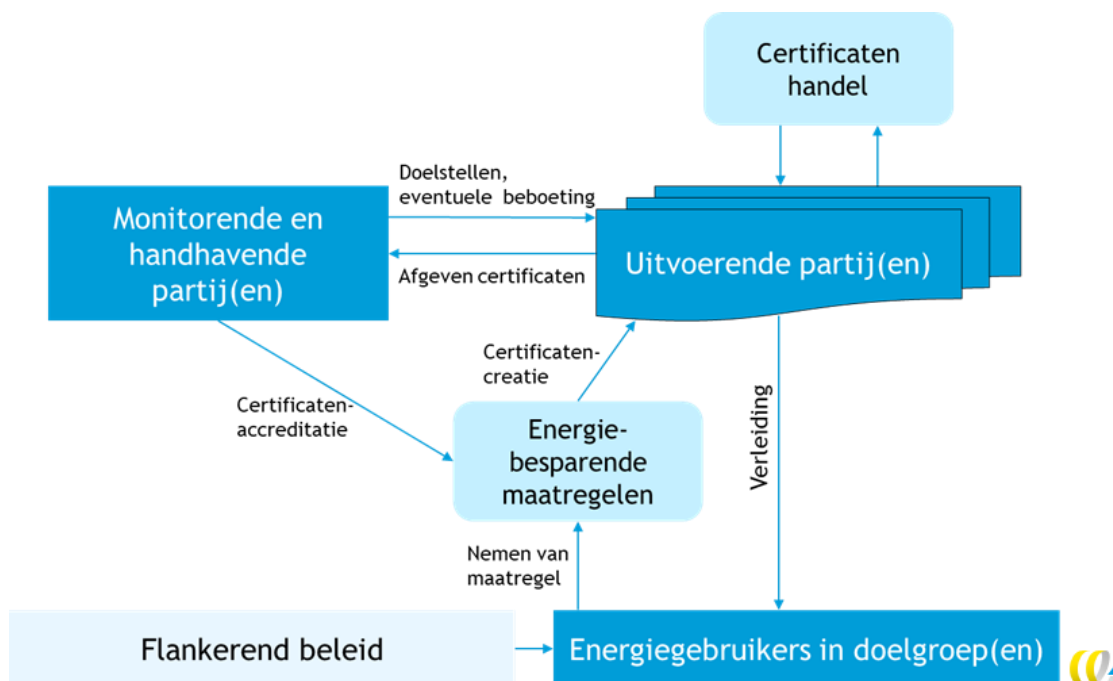 Certificaten
handel
Doelstellen,
eventuele beboeting
Monitorende en
handhavende
partij(en)
Uitvoerende partij(en)
Afgeven certificaten
Certificaten-
creatie
Certificaten-
accreditatie
Energie-
besparende
maatregelen
Verleiding
Nemen van
maatregel
Flankerend beleid
Energiegebruikers in doelgroep(en)